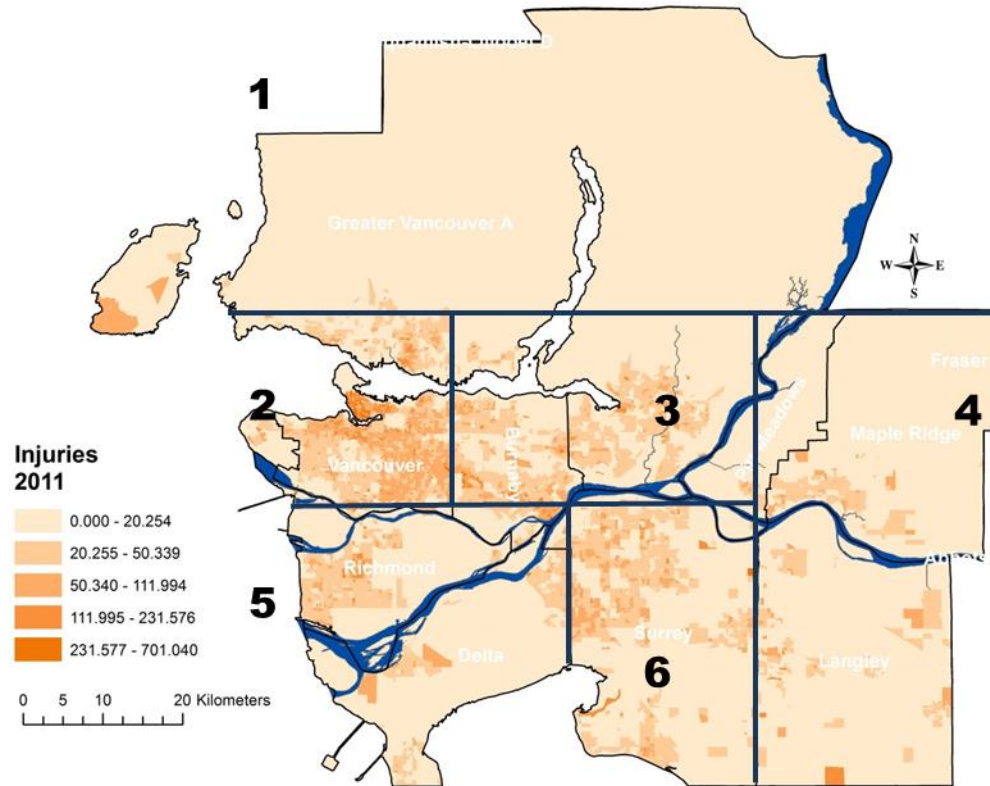 1
Greater Vancouver A
N
W E
S
2
3
4
Fraser
Maple Ridge
Meadows
Injuries
2011
0.000 - 20.254
20.255 - 50.339
50.340 - 111.994
111.995 - 231.576
231.577 - 701.040
Vancouver
Burnaby
Richmond
5
Delta
Surrey
6
Langley
0 5 10 20 Kilometers